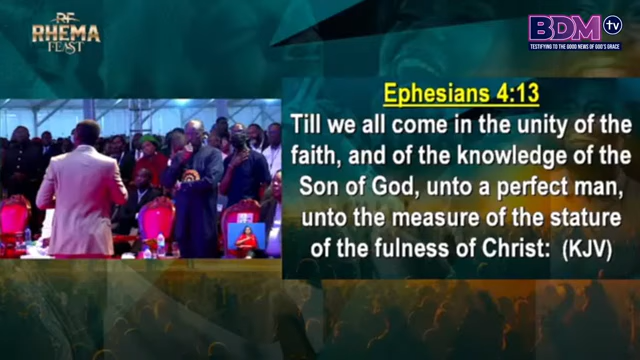 RF
RHEMA
FEAST
BDM tv
TESTIFYING TO THE GOOD NEWS OF GOD'S GRACE
Ephesians 4:13
Till we all come in the unity of the
faith, and of the knowledge of the
Son of God, unto a perfect man,
unto the measure of the stature
of the fulness of Christ: (KJV)